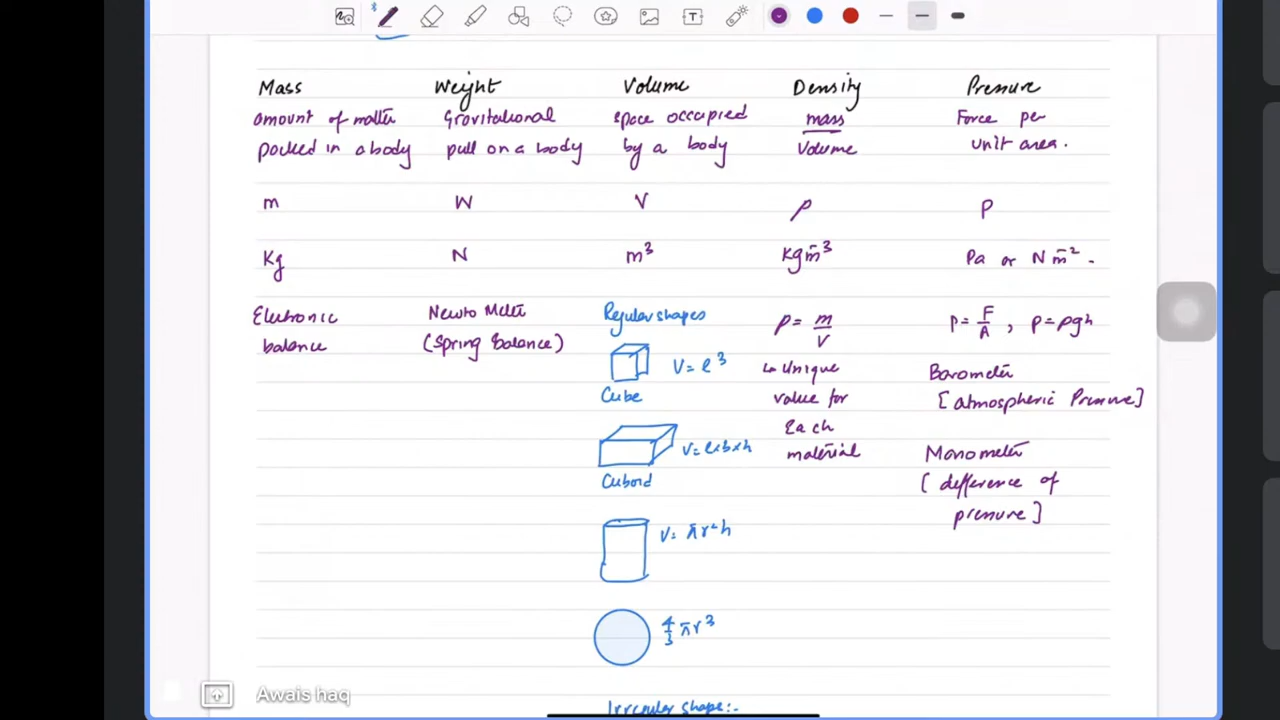 Mass Weight Volume Density Pressure
amount of matter Gravitational space occupied mass Force per
packed in a body pull on a body by a body Volume unit area.
m W V ρ P
Kg N m³ Kgm⁻³ Pa or Nm⁻².
Electronic Newto Meter Regular shapes ρ = m/V P = F/A , P = ρgh
balance (Spring Balance)
V = l³ ↳ Unique Barometer
Cube value for [atmospheric Pressure]
Each
V = l×b×h material Manometer
Cuboid [difference of
pressure]
V = πr²h
4/3 πr³
Irregular shape:-
Awais haq